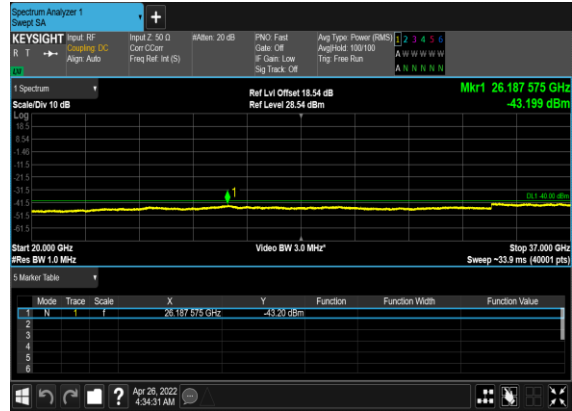 Spectrum Analyzer 1
Swept SA
+
KEYSIGHT
R T
LV
Input: RF
Coupling: DC
Align: Auto
Input Z: 50 Ω
Corr CCorr
Freq Ref: Int (S)
#Atten: 20 dB
PNO: Fast
Gate: Off
IF Gain: Low
Sig Track: Off
Avg Type: Power (RMS)
Avg|Hold: 100/100
Trig: Free Run
1 2 3 4 5 6
A W W W W W
A N N N N N
1 Spectrum
Scale/Div 10 dB
Ref Lvl Offset 18.54 dB
Ref Level 28.54 dBm
Mkr1 26.187 575 GHz
-43.199 dBm
Log
18.5
8.54
-1.46
-11.5
-21.5
-31.5
-41.5
-51.5
-61.5
1
DL1 -40.00 dBm
Start 20.000 GHz
#Res BW 1.0 MHz
Video BW 3.0 MHz*
Stop 37.000 GHz
Sweep ~33.9 ms (40001 pts)
5 Marker Table
Mode Trace Scale X Y Function Function Width Function Value
1 N 1 f 26.187 575 GHz -43.20 dBm
2
3
4
5
6
?
Apr 26, 2022
4:34:31 AM